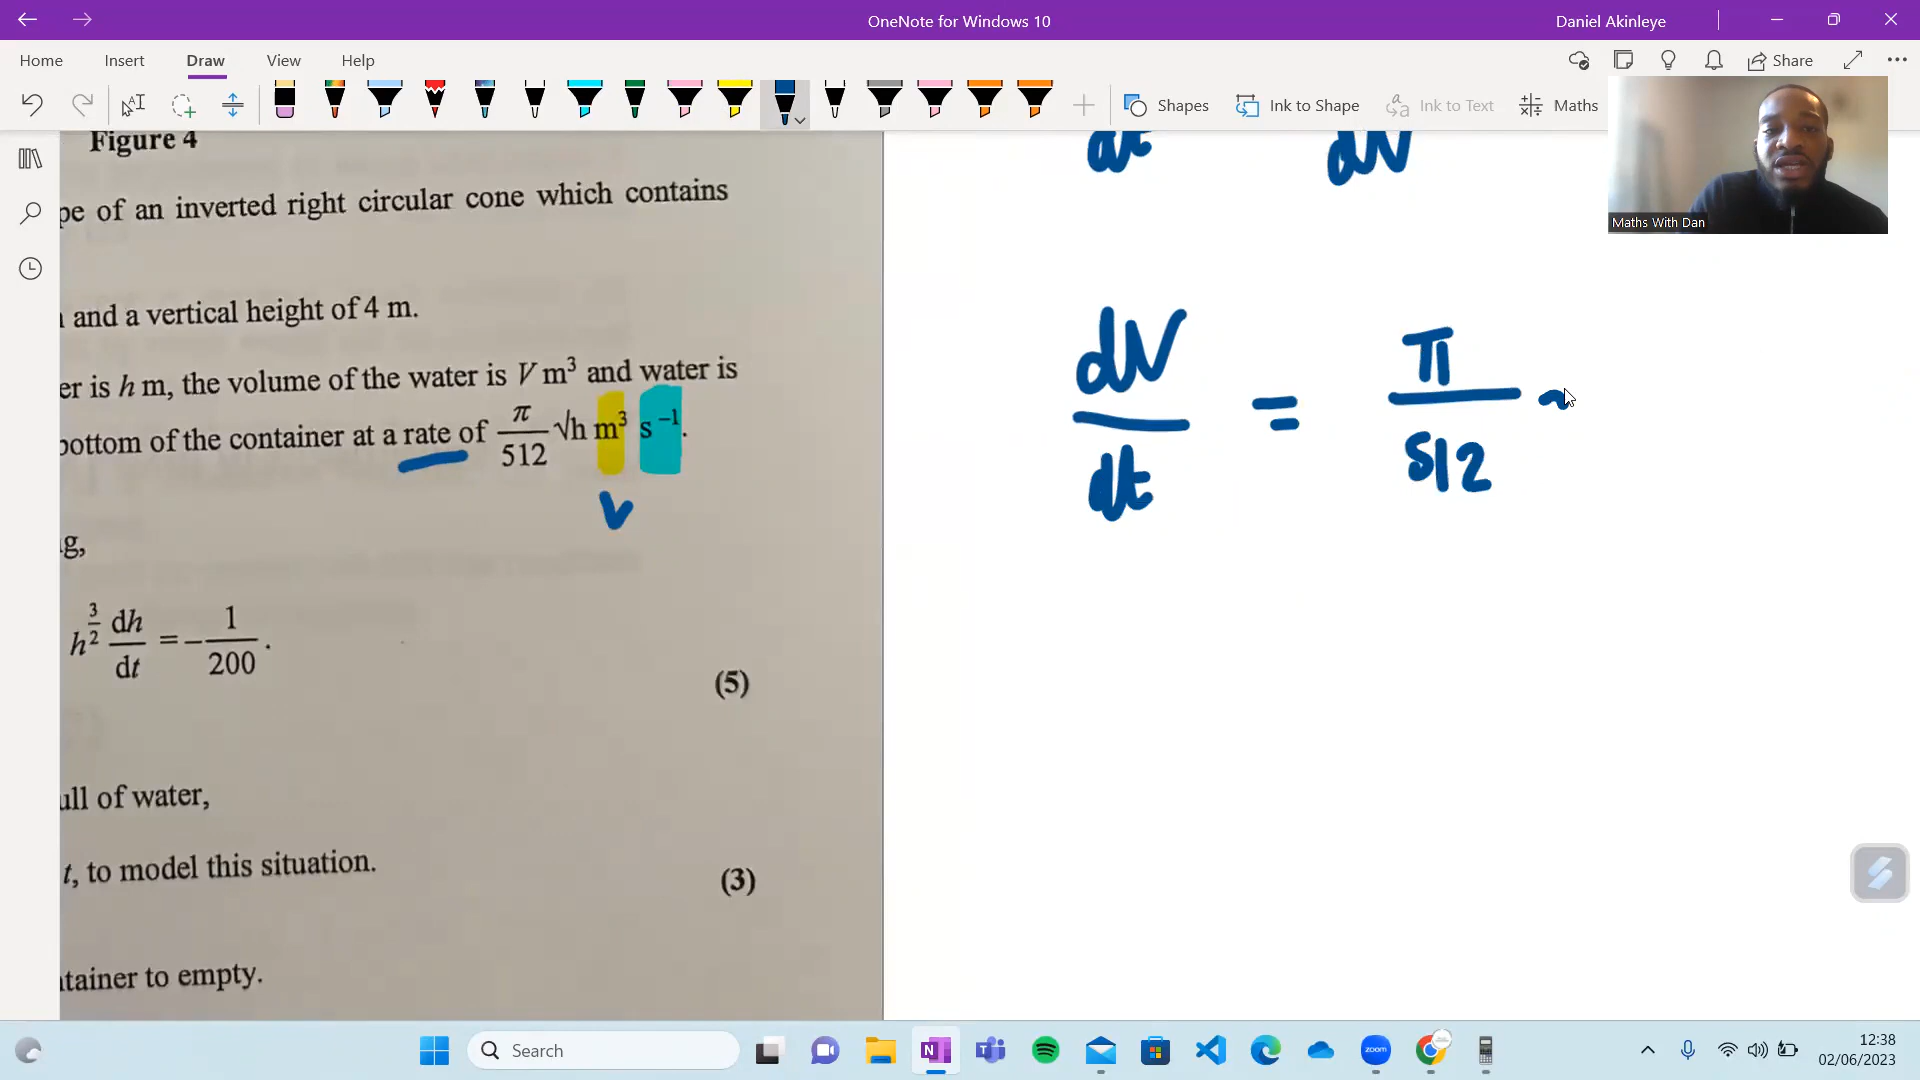 OneNote for Windows 10
Daniel Akinleye
Home
Insert
Draw
View
Help
Share
Shapes
Ink to Shape
Ink to Text
Maths
Maths With Dan
Figure 4
pe of an inverted right circular cone which contains
and a vertical height of 4 m.
er is h m, the volume of the water is V m³ and water is
bottom of the container at a rate of π/512 √h m³ s⁻¹.
V
g,
h^(3/2) dh/dt = -1/200.
(5)
ull of water,
t, to model this situation.
(3)
tainer to empty.
dt
dV
dV/dt = π/512
Search
zoom
12:38
02/06/2023